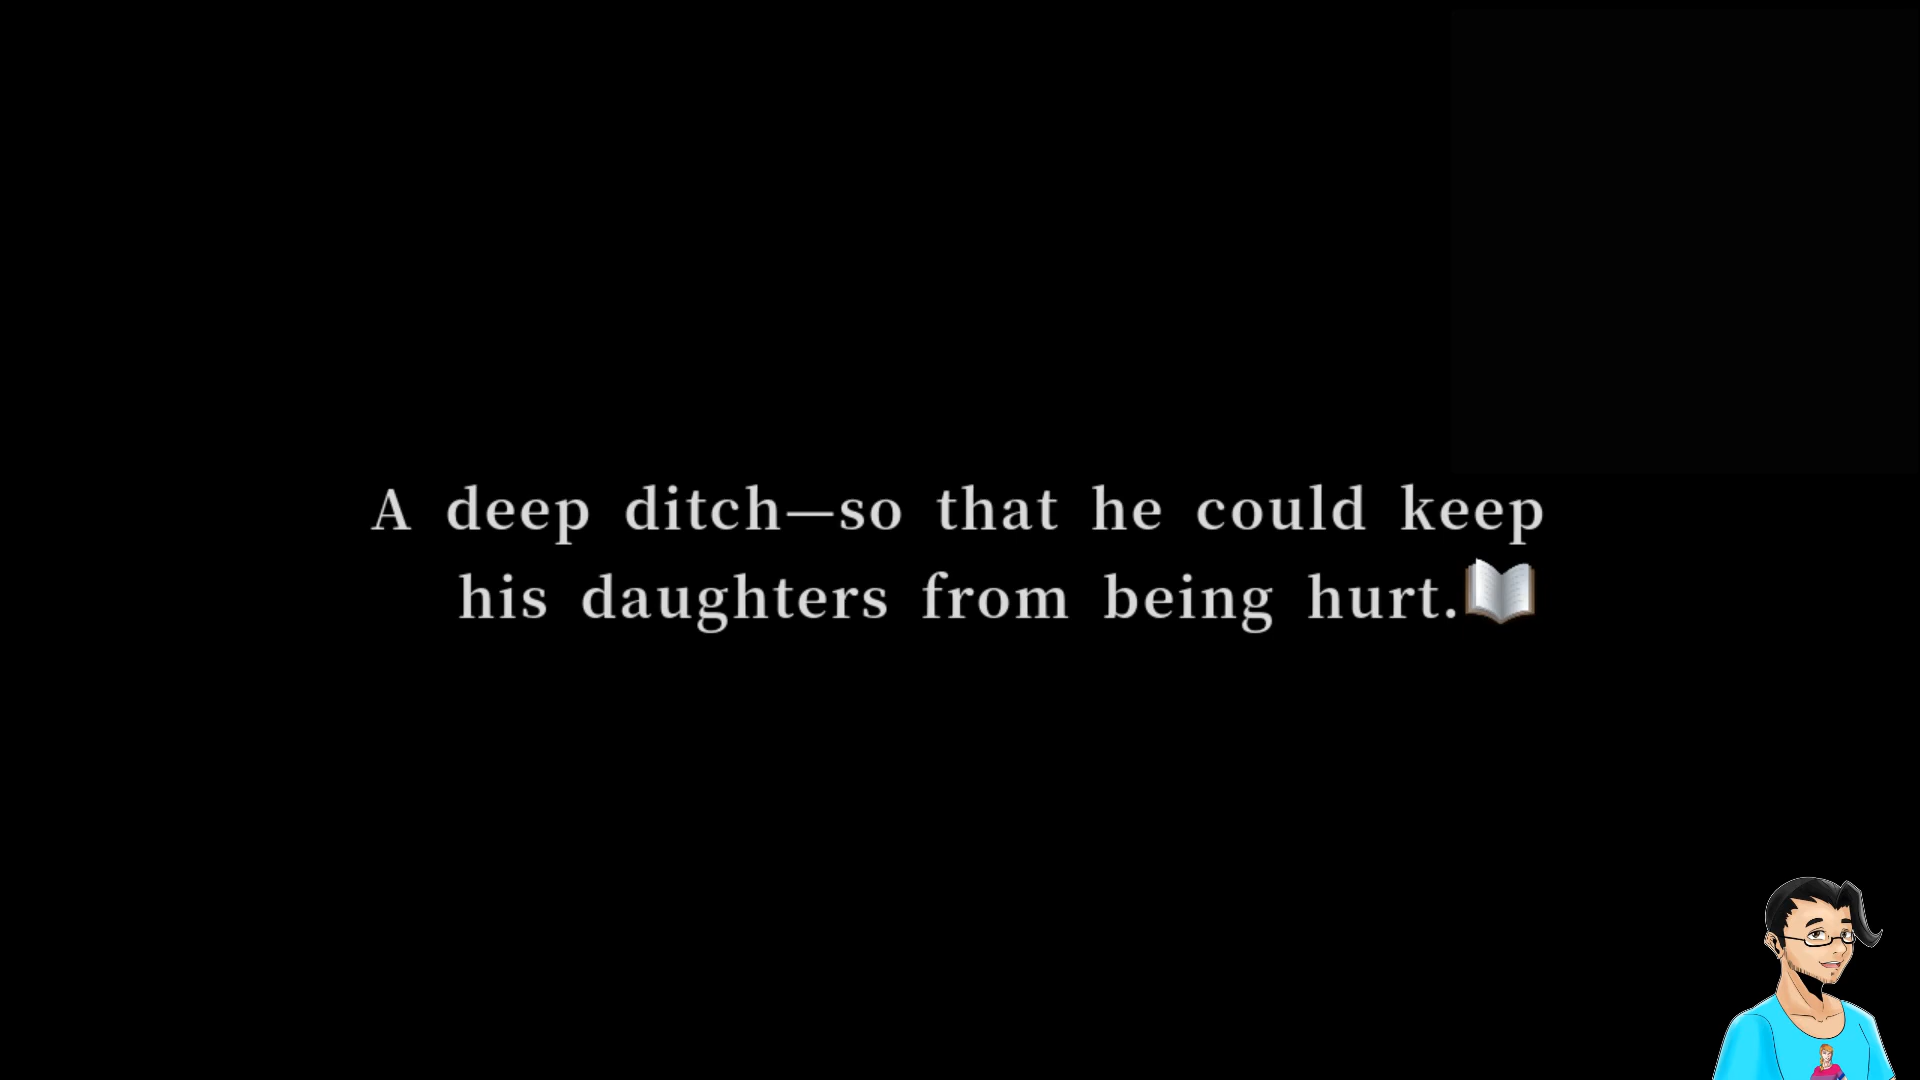 A deep ditch—so that he could keep
his daughters from being hurt.